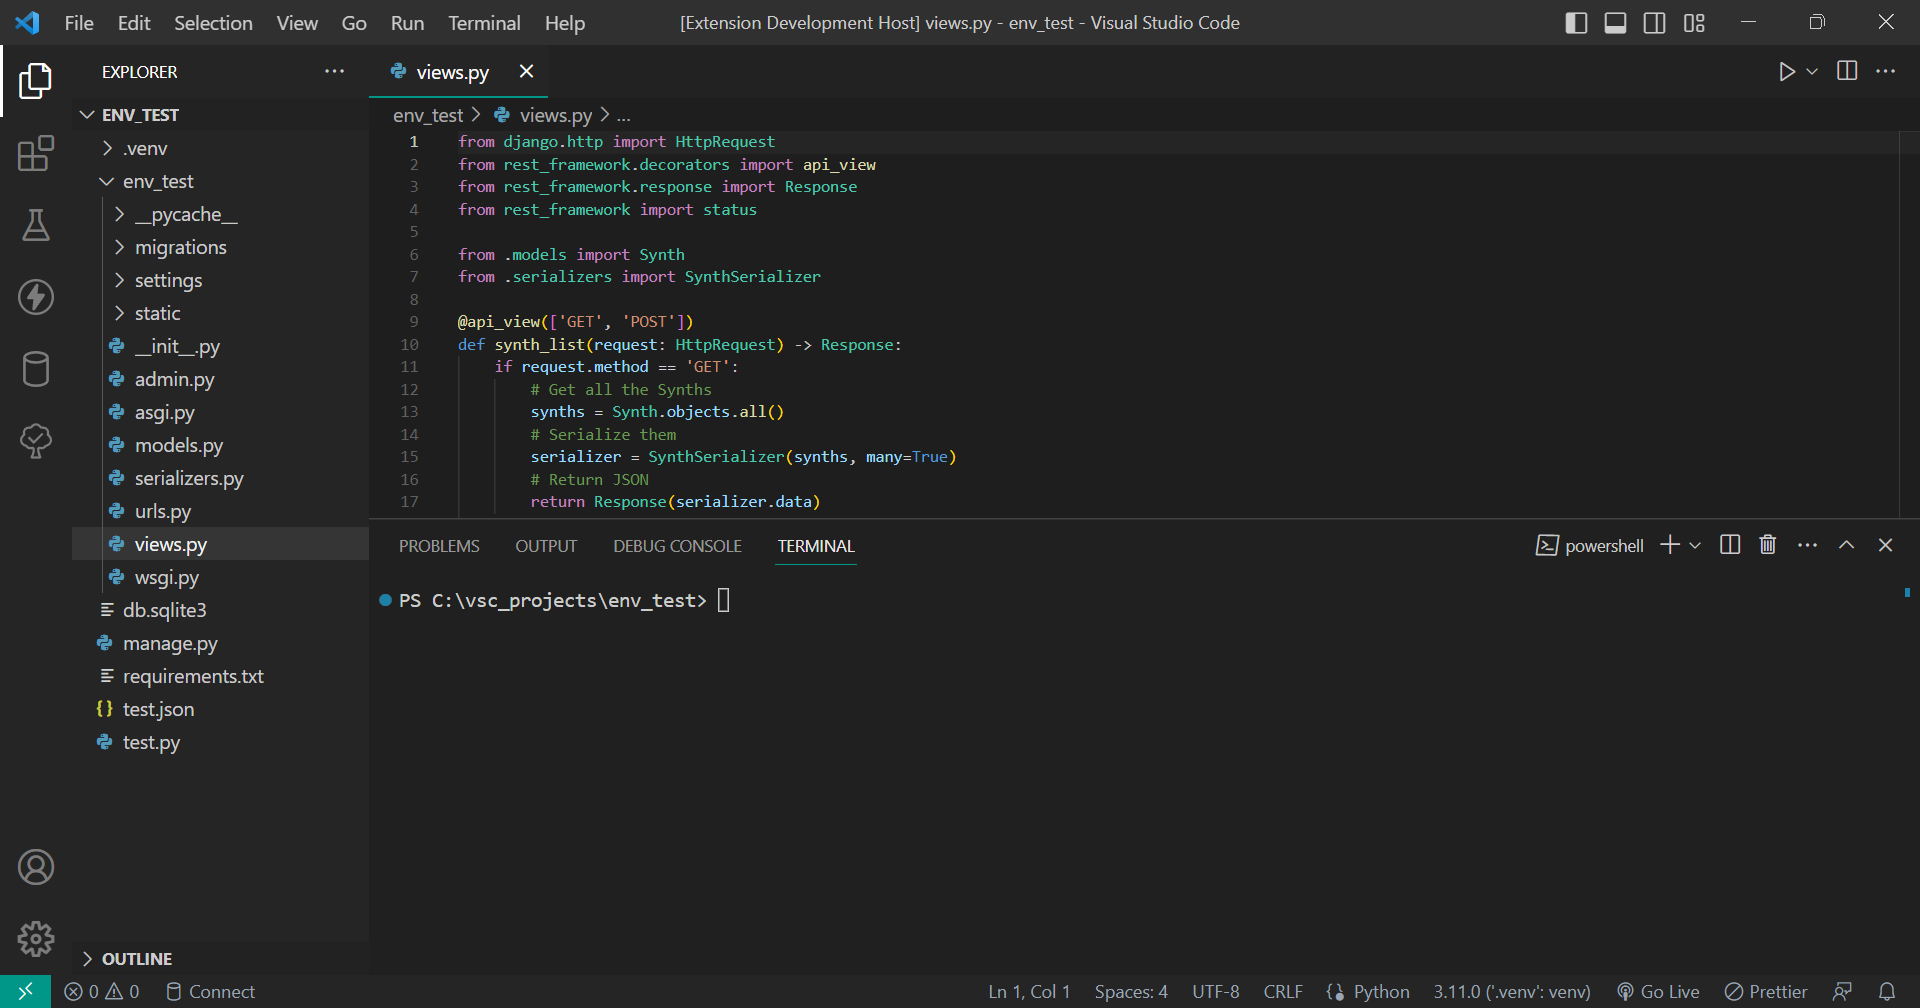 File Edit Selection View Go Run Terminal Help [Extension Development Host] views.py - env_test - Visual Studio Code
EXPLORER
ENV_TEST
.venv
env_test
__pycache__
migrations
settings
static
__init__.py
admin.py
asgi.py
models.py
serializers.py
urls.py
views.py
wsgi.py
db.sqlite3
manage.py
requirements.txt
test.json
test.py
OUTLINE
views.py
env_test > views.py > ...
1 from django.http import HttpRequest
2 from rest_framework.decorators import api_view
3 from rest_framework.response import Response
4 from rest_framework import status
5
6 from .models import Synth
7 from .serializers import SynthSerializer
8
9 @api_view(['GET', 'POST'])
10 def synth_list(request: HttpRequest) -> Response:
11     if request.method == 'GET':
12         # Get all the Synths
13         synths = Synth.objects.all()
14         # Serialize them
15         serializer = SynthSerializer(synths, many=True)
16         # Return JSON
17         return Response(serializer.data)
PROBLEMS OUTPUT DEBUG CONSOLE TERMINAL powershell
PS C:\vsc_projects\env_test>
0 0 Connect Ln 1, Col 1 Spaces: 4 UTF-8 CRLF Python 3.11.0 ('.venv': venv) Go Live Prettier